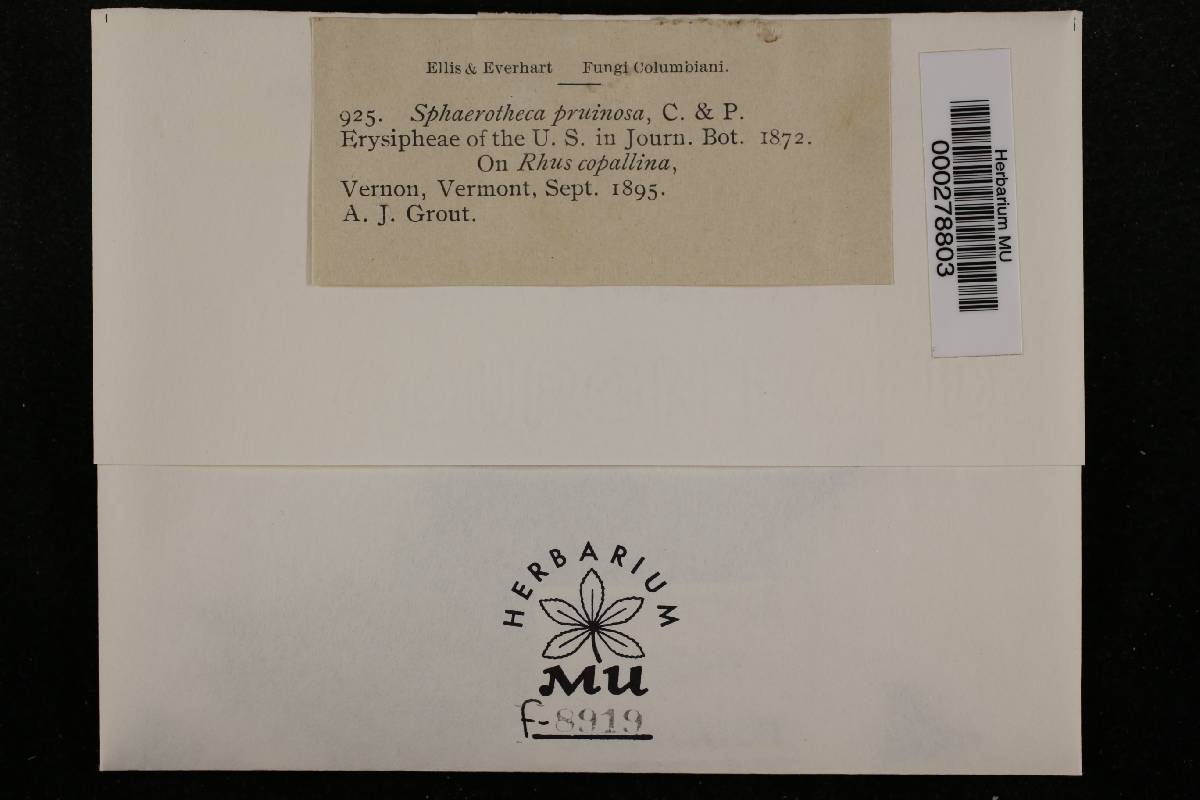 Ellis & Everhart Fungi Columbiani.
925. Sphaerotheca pruinosa, C. & P.
Erysipheae of the U. S. in Journ. Bot. 1872.
On Rhus copallina,
Vernon, Vermont, Sept. 1895.
A. J. Grout.
Herbarium MU
000278803
HERBARIUM
MU
F-8919